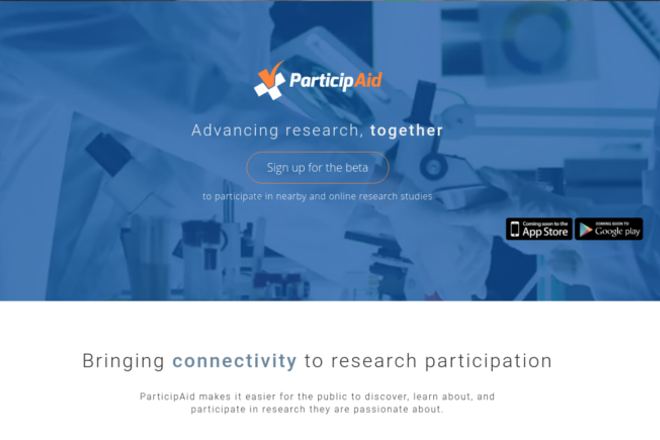 ParticipAid
Advancing research, together
Sign up for the beta
to participate in nearby and online research studies
Coming soon to the
App Store
COMING SOON TO
Google play
Bringing connectivity to research participation
ParticipAid makes it easier for the public to discover, learn about, and
participate in research they are passionate about.